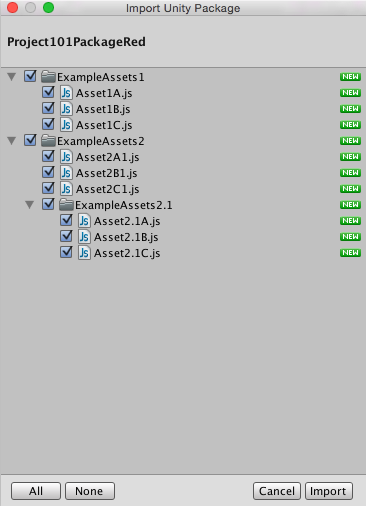 Import Unity Package
Project101PackageRed
ExampleAssets1 NEW
Js Asset1A.js NEW
Js Asset1B.js NEW
Js Asset1C.js NEW
ExampleAssets2 NEW
Js Asset2A1.js NEW
Js Asset2B1.js NEW
Js Asset2C1.js NEW
ExampleAssets2.1 NEW
Js Asset2.1A.js NEW
Js Asset2.1B.js NEW
Js Asset2.1C.js NEW
All None Cancel Import